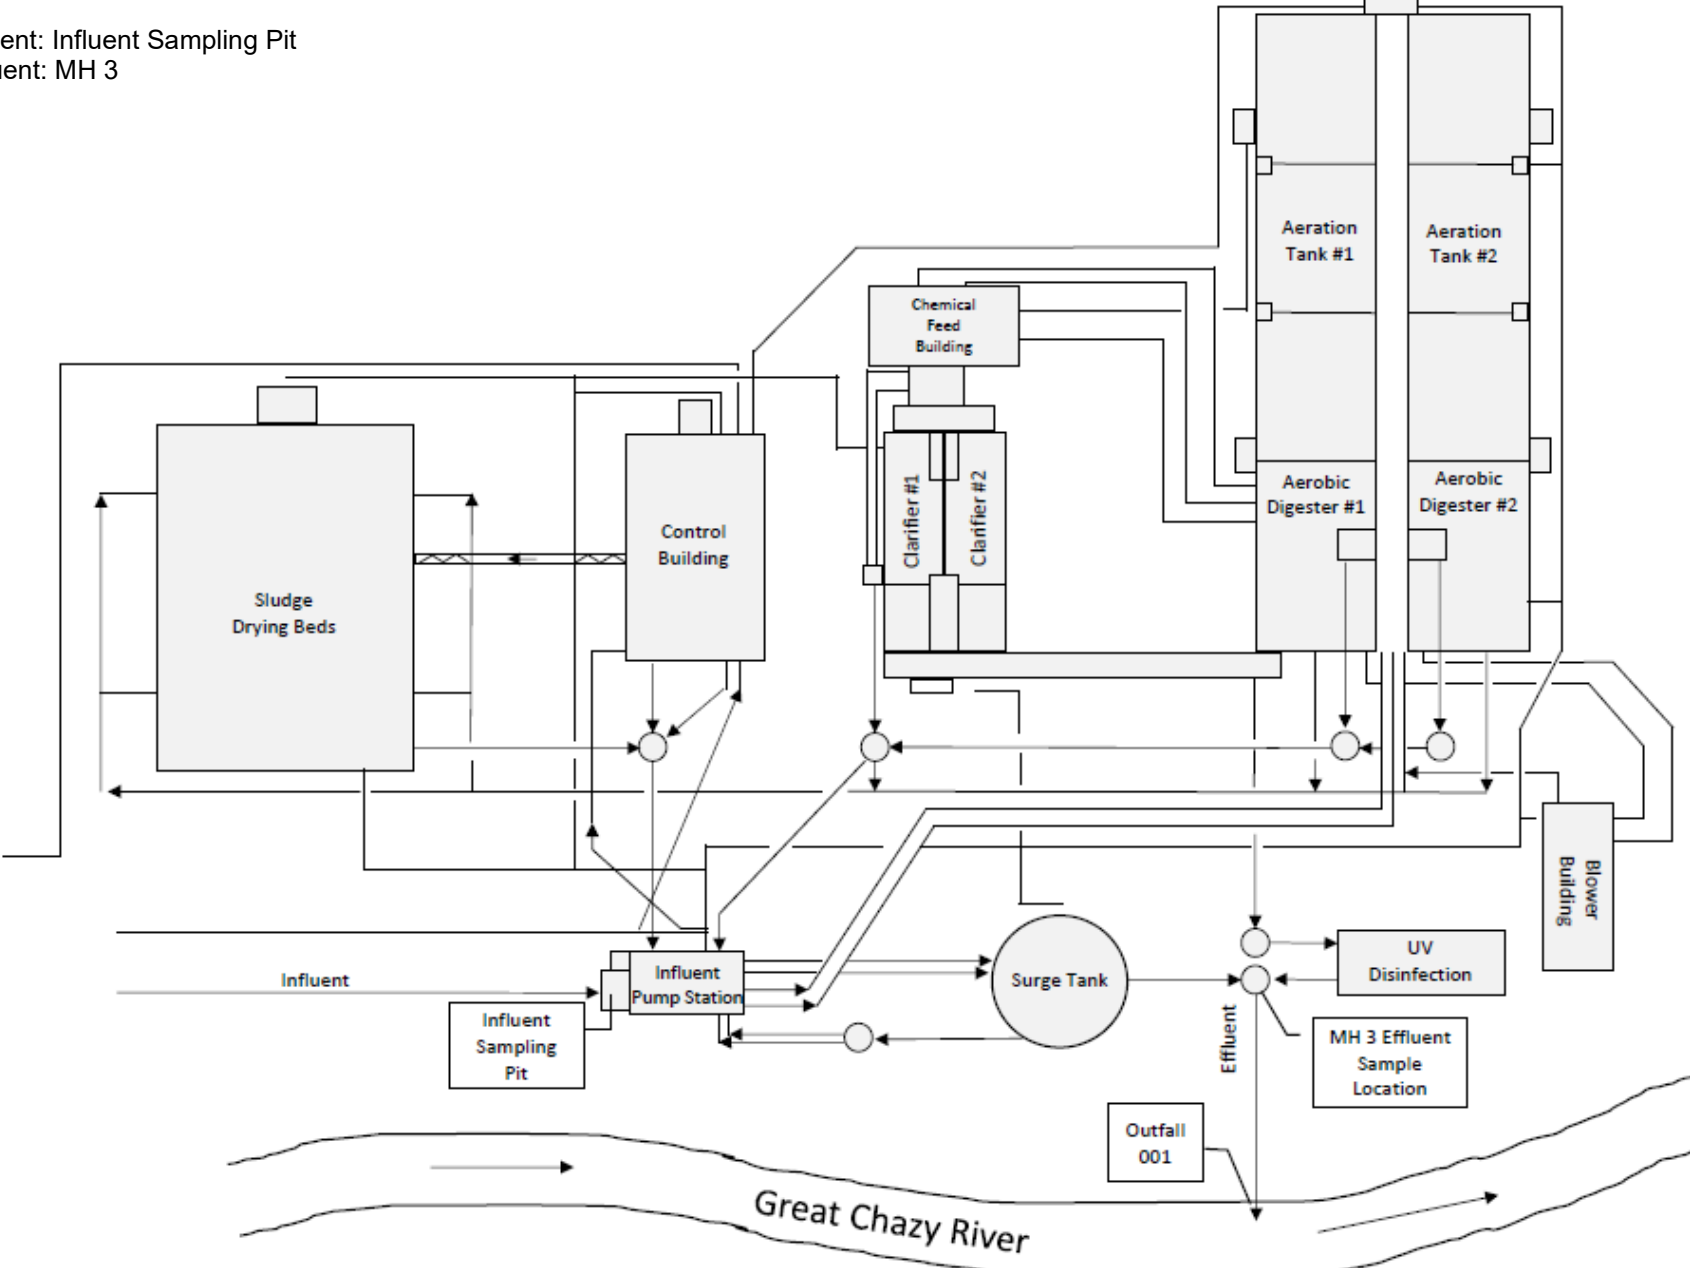 ent: Influent Sampling Pit
uent: MH 3
Aeration
Tank #1
Aeration
Tank #2
Chemical
Feed
Building
Clarifier #1
Clarifier #2
Aerobic
Digester #1
Aerobic
Digester #2
Control
Building
Sludge
Drying Beds
Blower
Building
Influent
Influent
Pump Station
Surge Tank
UV
Disinfection
Influent
Sampling
Pit
Effluent
MH 3 Effluent
Sample
Location
Outfall
001
Great Chazy River